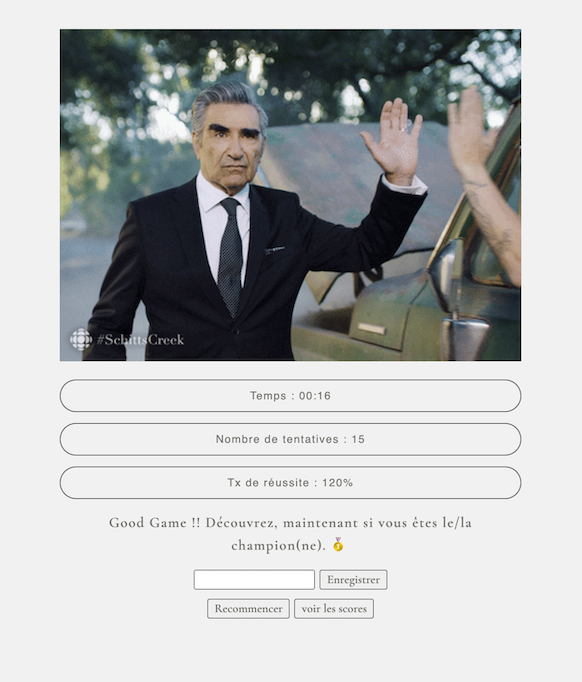 #SchittsCreek
Temps : 00:16
Nombre de tentatives : 15
Tx de réussite : 120%
Good Game !! Découvrez, maintenant si vous êtes le/la
champion(ne). 🏅
Enregistrer
Recommencer voir les scores